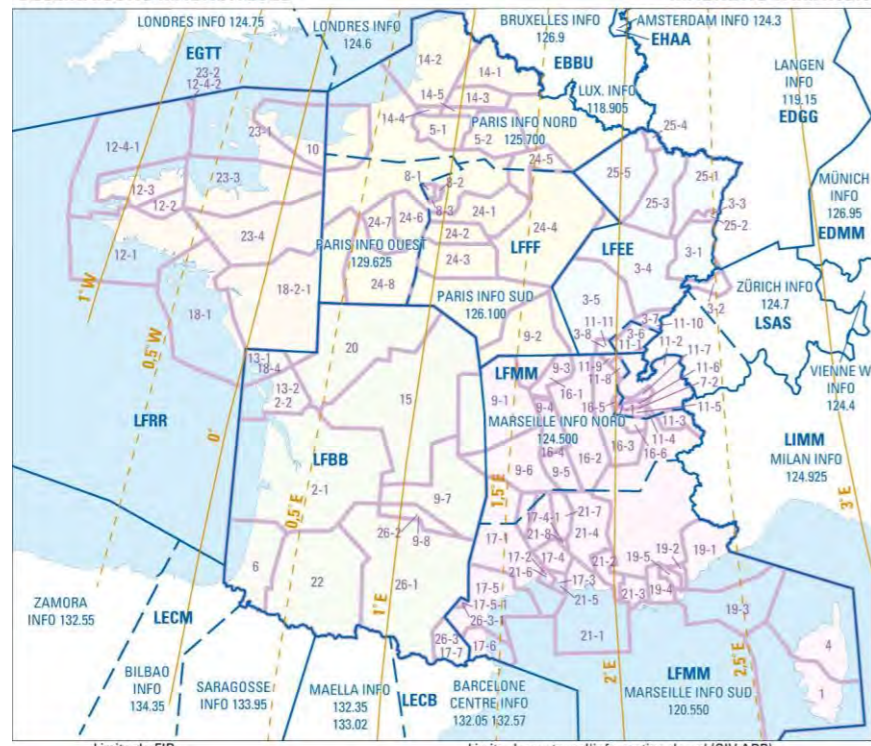 LONDRES INFO 124.75
LONDRES INFO
124.6
BRUXELLES INFO
126.9
AMSTERDAM INFO 124.3
EHAA
EGTT
EBBU
LANGEN
INFO
119.15
EDGG
LUX. INFO
118.905
23-2
12-4-2
14-2
14-1
14-5
14-3
14-4
5-1
5-2
PARIS INFO NORD
125.700
25-4
12-4-1
23-1
10
24-5
25-5
25-1
8-1
8-2
8-3
12-3
12-2
23-3
25-3
3-3
25-2
MÜNICH
INFO
126.95
EDMM
24-7
24-6
24-1
24-2
24-4
23-4
12-1
PARIS INFO OUEST
129.625
LFFF
LFEE
3-1
24-3
3-4
24-8
1° W
18-2-1
PARIS INFO SUD
126.100
ZÜRICH INFO
124.7
LSAS
3-2
18-1
3-5
3-7
11-10
0,5° W
20
9-2
11-11
3-6
3-8
11-1
11-2
11-7
13-1
18-4
LFMM
9-3
11-9
11-8
11-6
7-2
VIENNE W
INFO
124.4
13-2
2-2
15
9-1
16-1
9-4
16-5
11-5
MARSEILLE INFO NORD
124.500
11-3
11-4
LFRR
0°
LFBB
16-4
16-3
16-6
LIMM
MILAN INFO
124.925
9-6
9-5
16-2
2-1
0,5° E
1,5° E
9-7
3° E
17-4-1
21-7
26-2
9-8
17-1
21-8
21-4
17-2
17-4
21-2
19-5
19-2
19-1
6
22
26-1
21-6
17-3
21-5
19-4
21-3
1° E
17-5
17-5-1
26-3-1
19-3
ZAMORA
INFO 132.55
LECM
21-1
26-3
17-7
17-6
2° E
2,5° E
4
1
LFMM
MARSEILLE INFO SUD
120.550
BILBAO
INFO
134.35
SARAGOSSE
INFO 133.95
MAELLA INFO
132.35
133.02
LECB
BARCELONE
CENTRE INFO
132.05 132.57